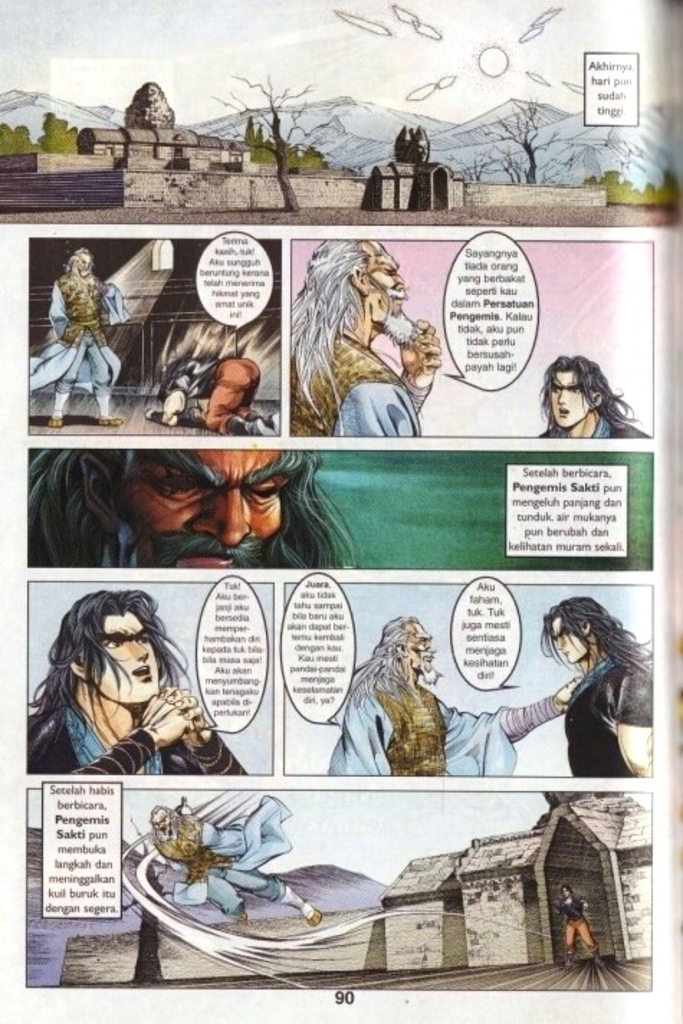 Akhirnya,
hari pun
sudah
tinggi.
Terima
kasih, tuk!
Aku sungguh
beruntung kerana
telah menerima
hikmat yang
amat unik
ini!
Sayangnya
tiada orang
yang berbakat
seperti kau
dalam Persatuan
Pengemis. Kalau
tidak, aku pun
tidak perlu
bersusah-
payah lagi!
Setelah berbicara,
Pengemis Sakti pun
mengeluh panjang dan
tunduk, air mukanya
pun berubah dan
kelihatan muram sekali.
Tuk!
Aku ber-
janji aku
bersedia
memper-
hambakan diri
kepada tuk bila-
bila masa saja!
Aku akan
menyumbang-
kan tenagaku
apabila di-
perlukan!
Juara,
aku tidak
tahu sampai
bila baru aku
akan dapat ber-
temu kembali
dengan kau.
Kau mesti
pandai-pandai
menjaga
keselamatan
diri, ya?
Aku
faham,
tuk. Tuk
juga mesti
sentiasa
menjaga
kesihatan
diri!
Setelah habis
berbicara,
Pengemis
Sakti pun
membuka
langkah dan
meninggalkan
kuil buruk itu
dengan segera.
90